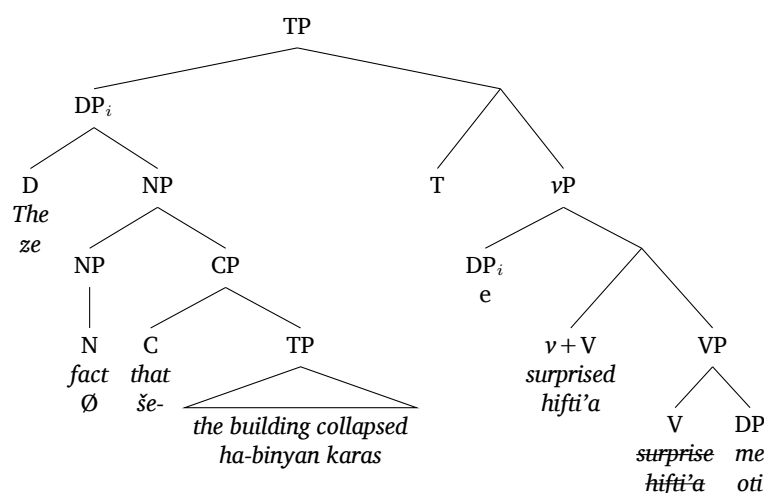 TP
DPᵢ
D NP T vP
The
ze
NP CP DPᵢ
e
N C TP v + V VP
fact that surprised
Ø še- hifti’a
the building collapsed V DP
ha-binyan karas surprise me
hifti’a oti